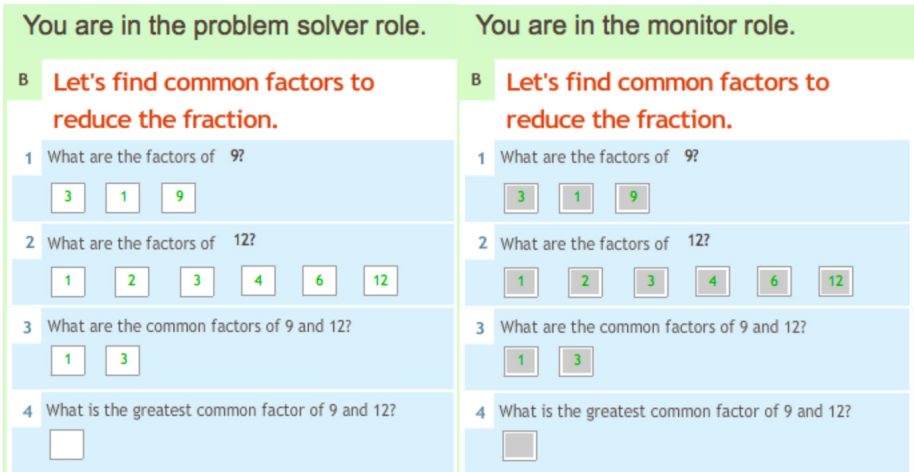 You are in the problem solver role.
B
Let's find common factors to
reduce the fraction.
1 What are the factors of 9?
3 1 9
2 What are the factors of 12?
1 2 3 4 6 12
3 What are the common factors of 9 and 12?
1 3
4 What is the greatest common factor of 9 and 12?
You are in the monitor role.
B
Let's find common factors to
reduce the fraction.
1 What are the factors of 9?
3 1 9
2 What are the factors of 12?
1 2 3 4 6 12
3 What are the common factors of 9 and 12?
1 3
4 What is the greatest common factor of 9 and 12?